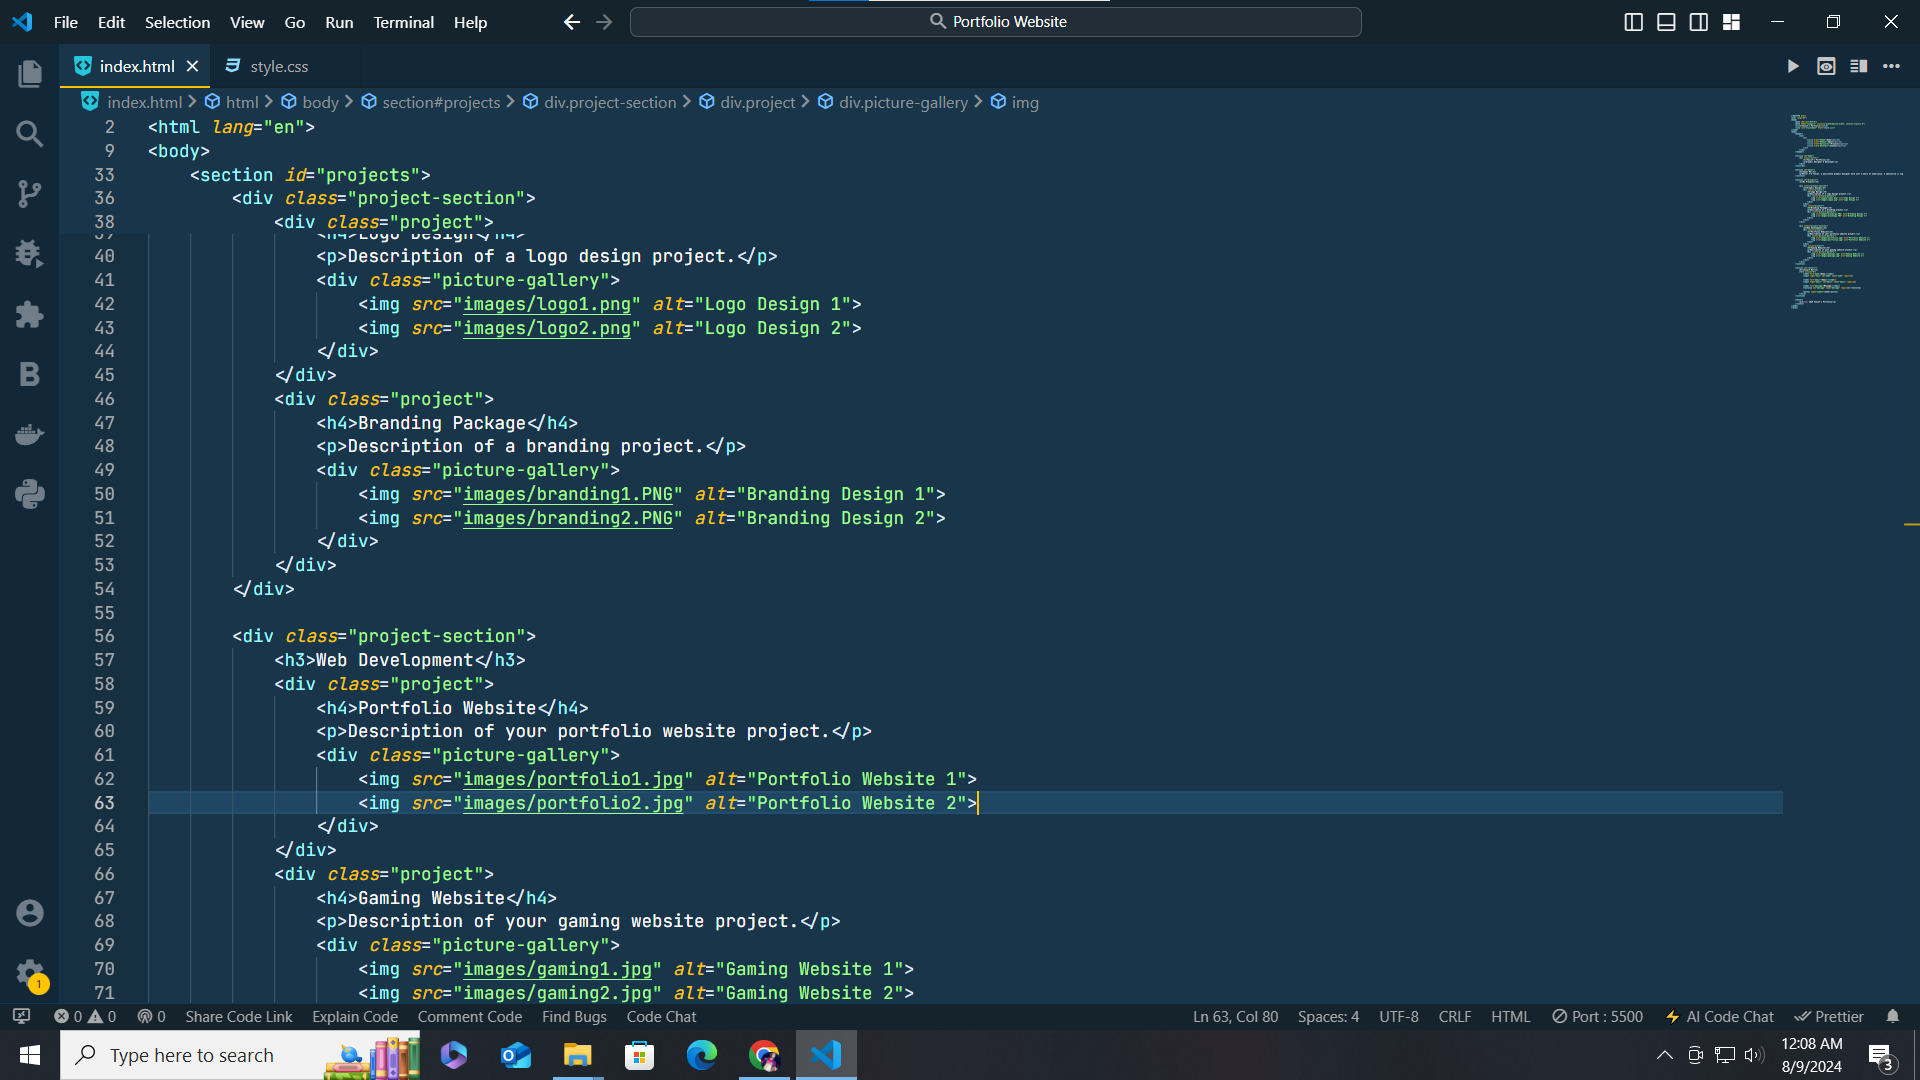 File Edit Selection View Go Run Terminal Help
Portfolio Website
index.html
style.css
index.html > html > body > section#projects > div.project-section > div.project > div.picture-gallery > img
2 <html lang="en">
9 <body>
33 <section id="projects">
36 <div class="project-section">
38 <div class="project">
39 <h4>Logo Design</h4>
40 <p>Description of a logo design project.</p>
41 <div class="picture-gallery">
42 <img src="images/logo1.png" alt="Logo Design 1">
43 <img src="images/logo2.png" alt="Logo Design 2">
44 </div>
45 </div>
46 <div class="project">
47 <h4>Branding Package</h4>
48 <p>Description of a branding project.</p>
49 <div class="picture-gallery">
50 <img src="images/branding1.PNG" alt="Branding Design 1">
51 <img src="images/branding2.PNG" alt="Branding Design 2">
52 </div>
53 </div>
54 </div>
55
56 <div class="project-section">
57 <h3>Web Development</h3>
58 <div class="project">
59 <h4>Portfolio Website</h4>
60 <p>Description of your portfolio website project.</p>
61 <div class="picture-gallery">
62 <img src="images/portfolio1.jpg" alt="Portfolio Website 1">
63 <img src="images/portfolio2.jpg" alt="Portfolio Website 2">
64 </div>
65 </div>
66 <div class="project">
67 <h4>Gaming Website</h4>
68 <p>Description of your gaming website project.</p>
69 <div class="picture-gallery">
70 <img src="images/gaming1.jpg" alt="Gaming Website 1">
71 <img src="images/gaming2.jpg" alt="Gaming Website 2">
1
0 0 0 Share Code Link Explain Code Comment Code Find Bugs Code Chat
Ln 63, Col 80 Spaces: 4 UTF-8 CRLF HTML Port : 5500 AI Code Chat Prettier
Type here to search
12:08 AM
8/9/2024
3